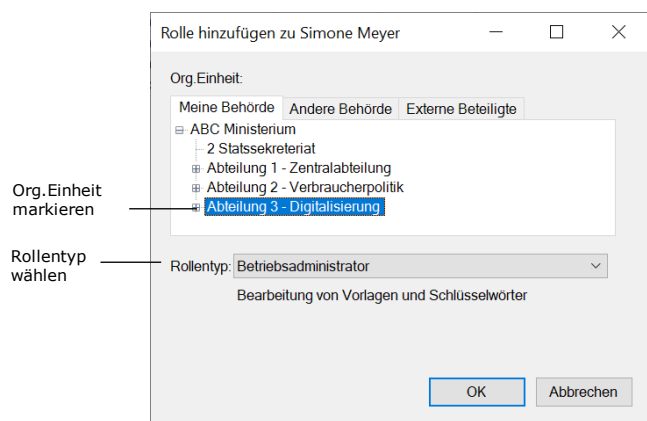 Rolle hinzufügen zu Simone Meyer
Org.Einheit:
Meine Behörde Andere Behörde Externe Beteiligte
ABC Ministerium
2 Statssekreteriat
Abteilung 1 - Zentralabteilung
Abteilung 2 - Verbraucherpolitik
Org.Einheit
markieren
Abteilung 3 - Digitalisierung
Rollentyp
wählen
Rollentyp: Betriebsadministrator
Bearbeitung von Vorlagen und Schlüsselwörter
OK Abbrechen